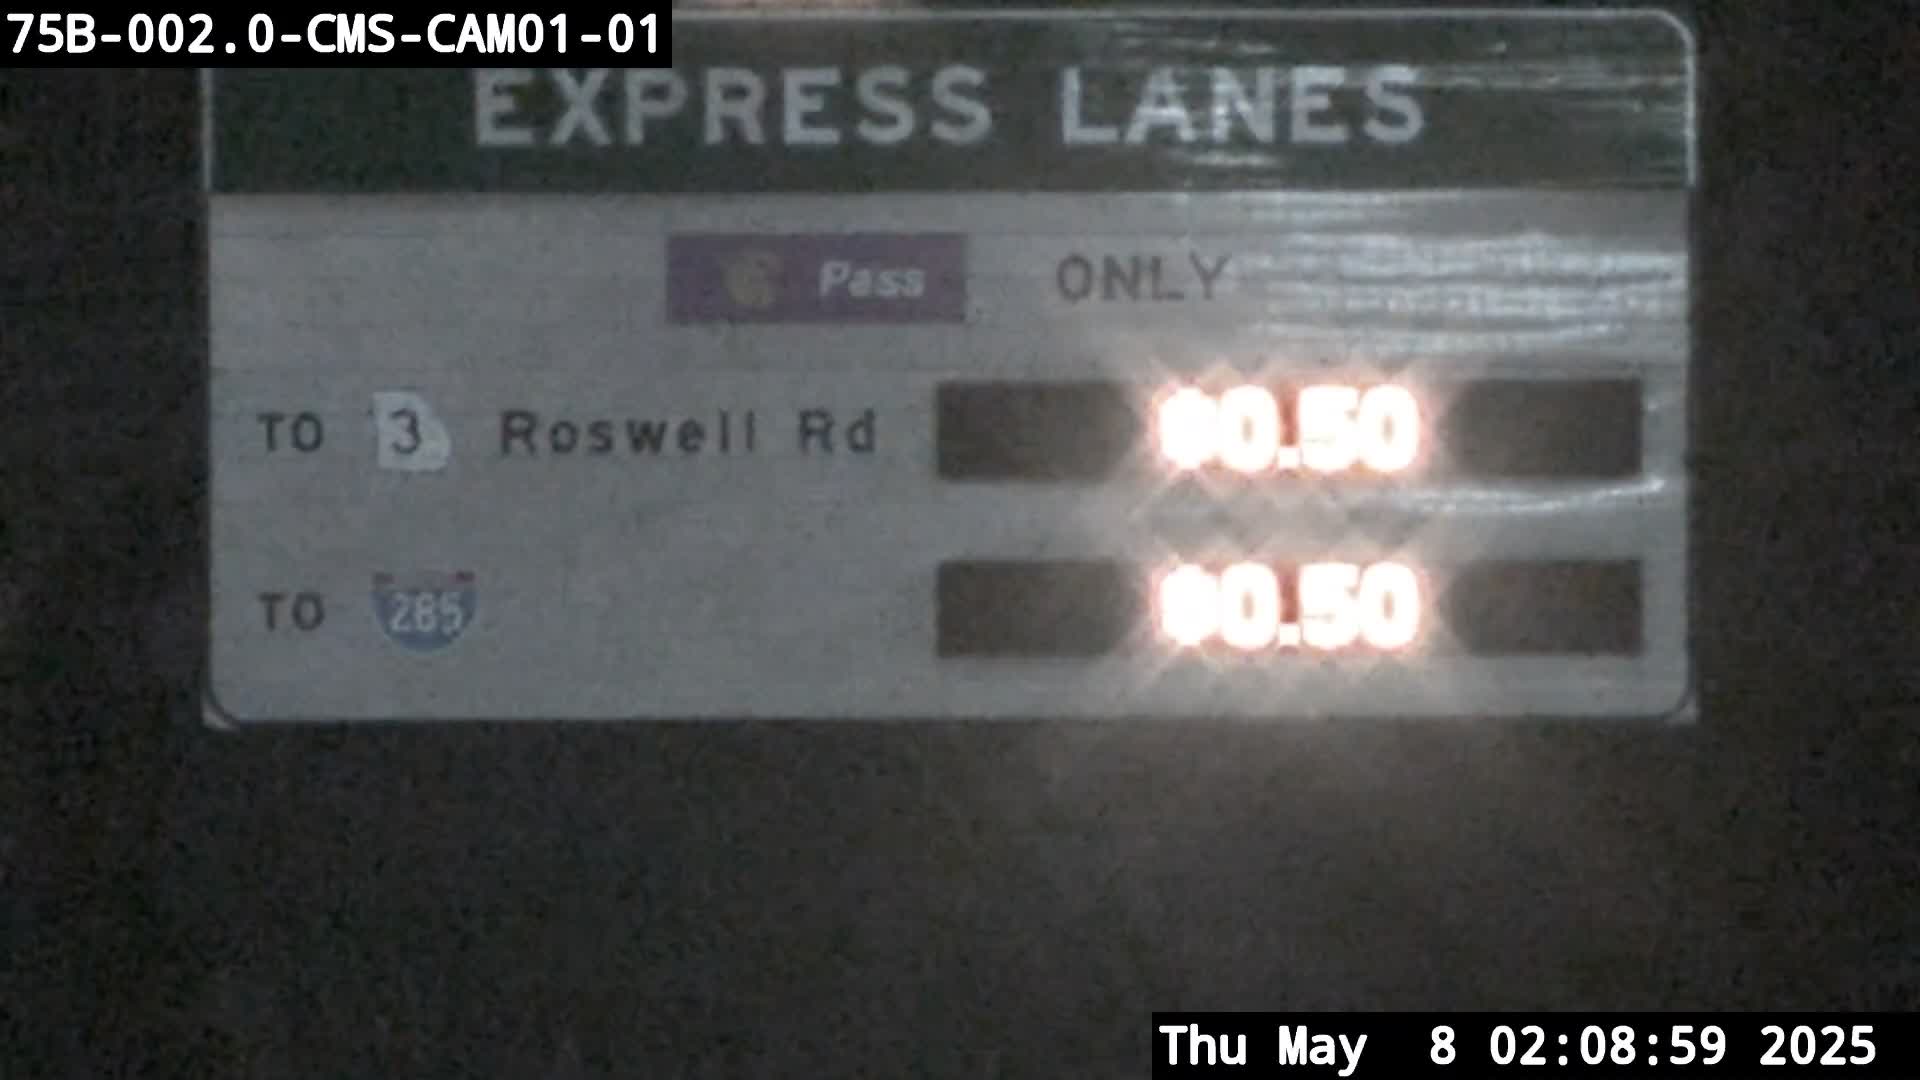 75B-002.0-CMS-CAM01-01
EXPRESS LANES
Pass ONLY
TO 3 Roswell Rd $0.50
TO 285 $0.50
Thu May 8 02:08:59 2025